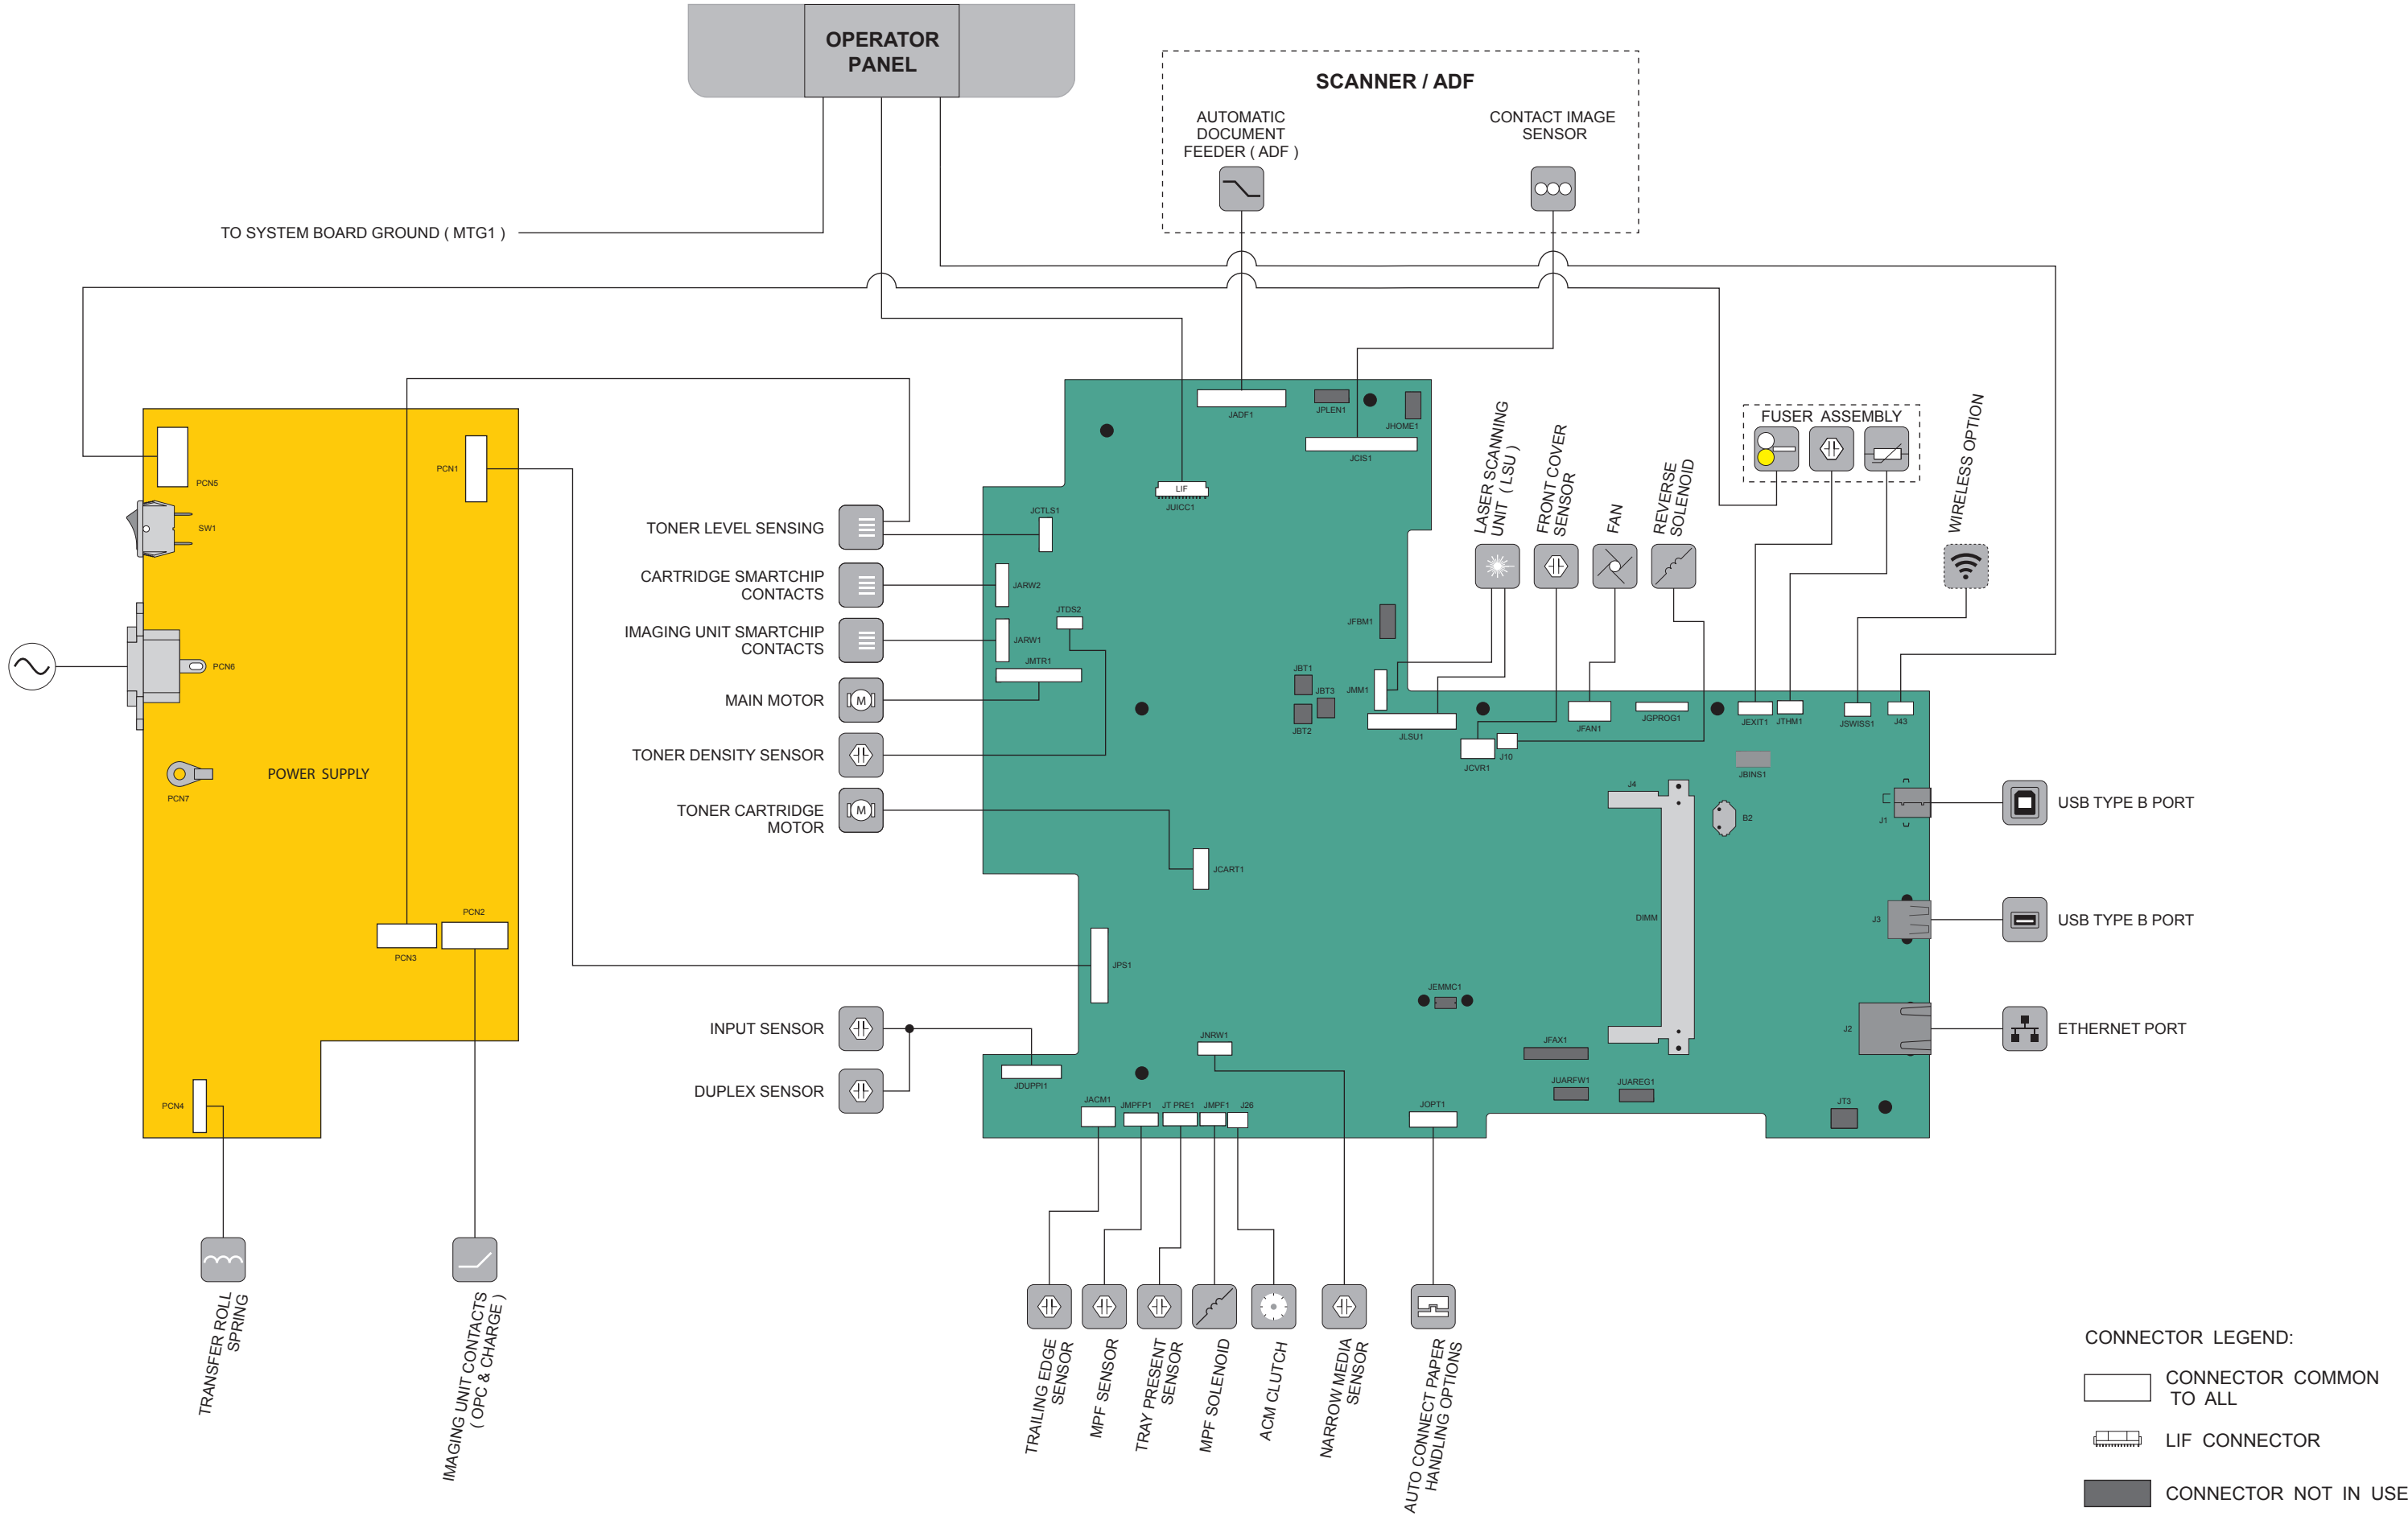 OPERATOR
PANEL
SCANNER / ADF
AUTOMATIC
DOCUMENT
FEEDER ( ADF )
CONTACT IMAGE
SENSOR
TO SYSTEM BOARD GROUND ( MTG1 )
POWER SUPPLY
PCN5
PCN1
SW1
PCN6
PCN7
PCN2
PCN3
PCN4
TRANSFER ROLL
SPRING
IMAGING UNIT CONTACTS
( OPC & CHARGE )
TONER LEVEL SENSING
CARTRIDGE SMARTCHIP
CONTACTS
IMAGING UNIT SMARTCHIP
CONTACTS
MAIN MOTOR
M
TONER DENSITY SENSOR
TONER CARTRIDGE
MOTOR
M
INPUT SENSOR
DUPLEX SENSOR
JADF1
JPLEN1
JHOME1
JCIS1
LIF
JUICC1
JCTLS1
JARW2
JTDS2
JARW1
JMTR1
JFBM1
JBT1
JBT3
JBT2
JMM1
JLSU1
JCVR1
J10
JFAN1
JGPROG1
JEXIT1
JTHM1
JSWISS1
J43
JBINS1
J4
B2
J1
JCART1
DIMM
J3
JPS1
JEMMC1
J2
JNRW1
JFAX1
JDUPPI1
JUARFW1
JUAREG1
JACM1
JMPFP1
JT PRE1
JMPF1
J26
JOPT1
JT3
LASER SCANNING
UNIT ( LSU )
FRONT COVER
SENSOR
FAN
REVERSE
SOLENOID
FUSER ASSEMBLY
WIRELESS OPTION
USB TYPE B PORT
USB TYPE B PORT
ETHERNET PORT
TRAILING EDGE
SENSOR
MPF SENSOR
TRAY PRESENT
SENSOR
MPF SOLENOID
ACM CLUTCH
NARROW MEDIA
SENSOR
AUTO CONNECT PAPER
HANDLING OPTIONS
CONNECTOR LEGEND:
CONNECTOR COMMON
TO ALL
LIF CONNECTOR
CONNECTOR NOT IN USE